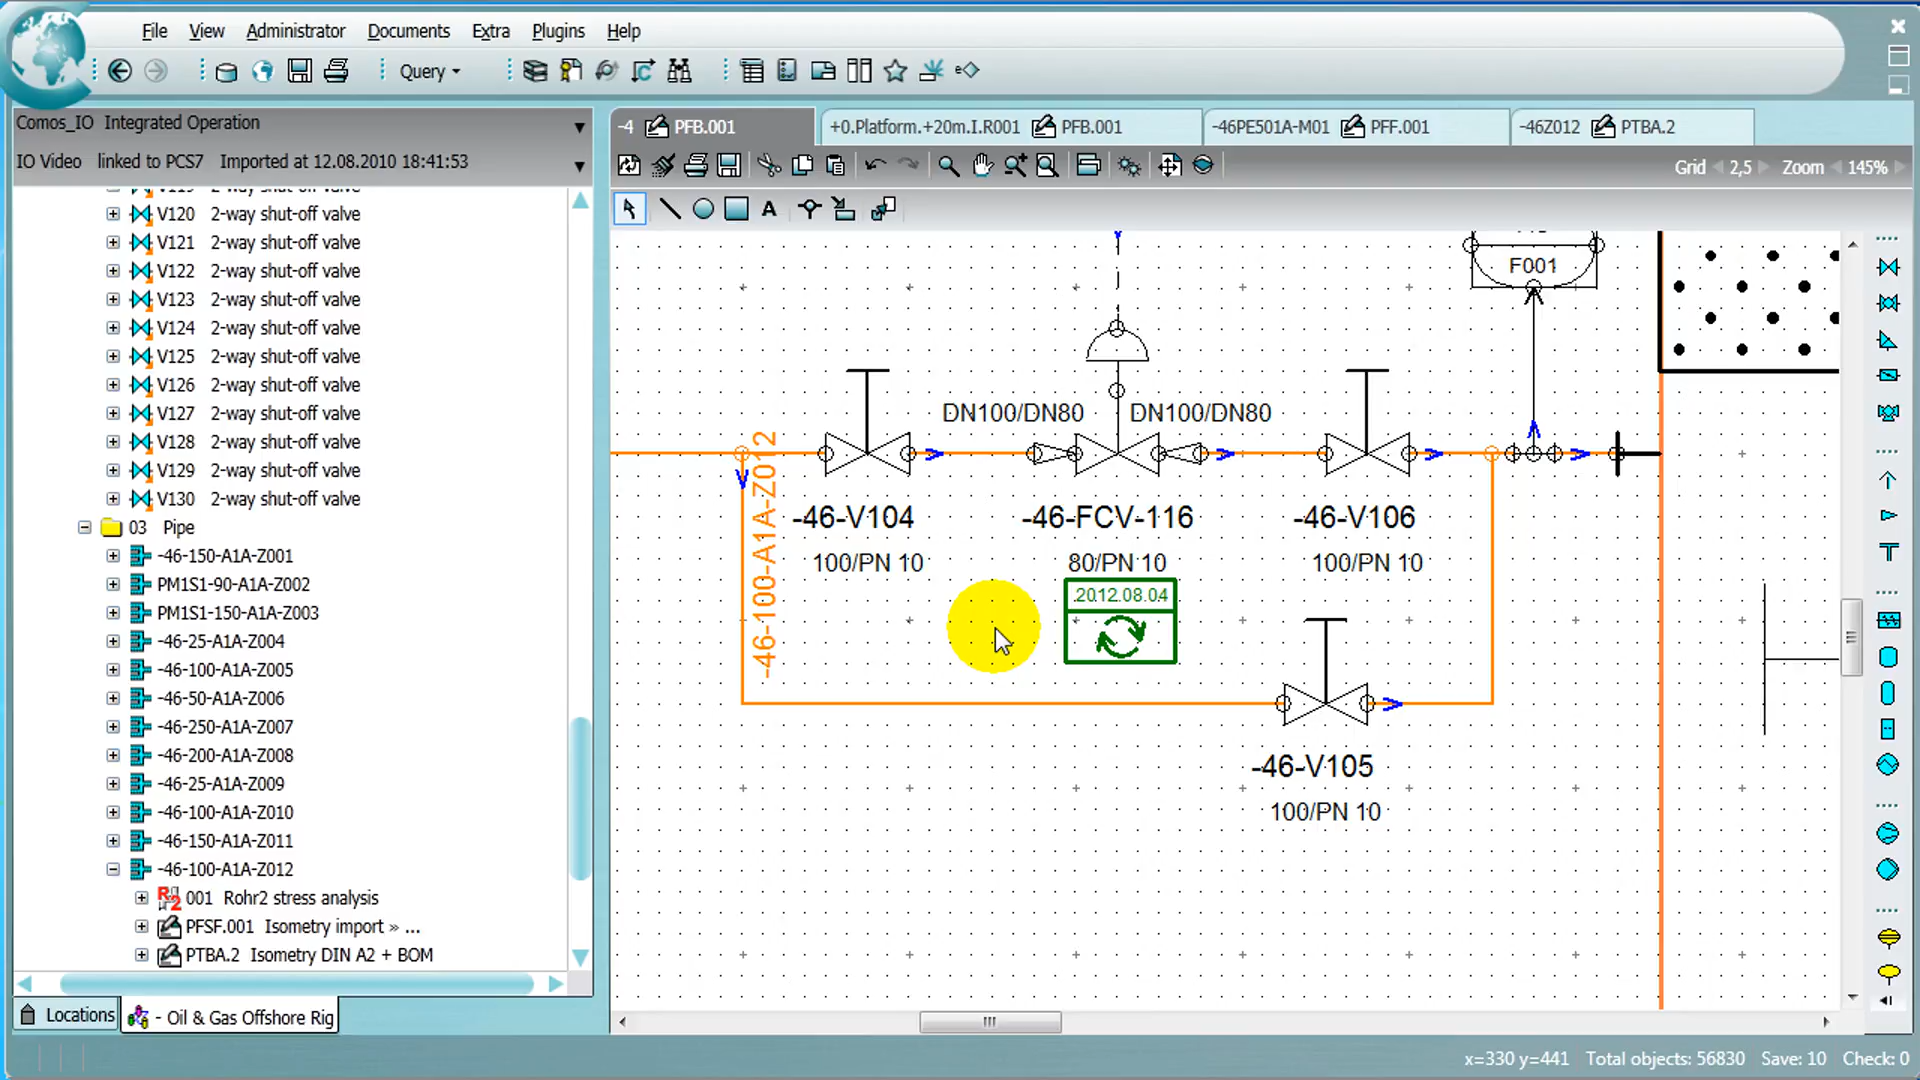 File View Administrator Documents Extra Plugins Help
Query
Comos_IO Integrated Operation
IO Video linked to PCS7 Imported at 12.08.2010 18:41:53
V120 2-way shut-off valve
V121 2-way shut-off valve
V122 2-way shut-off valve
V123 2-way shut-off valve
V124 2-way shut-off valve
V125 2-way shut-off valve
V126 2-way shut-off valve
V127 2-way shut-off valve
V128 2-way shut-off valve
V129 2-way shut-off valve
V130 2-way shut-off valve
03 Pipe
-46-150-A1A-Z001
PM1S1-90-A1A-Z002
PM1S1-150-A1A-Z003
-46-25-A1A-Z004
-46-100-A1A-Z005
-46-50-A1A-Z006
-46-250-A1A-Z007
-46-200-A1A-Z008
-46-25-A1A-Z009
-46-100-A1A-Z010
-46-150-A1A-Z011
-46-100-A1A-Z012
001 Rohr2 stress analysis
PFSF.001 Isometry import » ...
PTBA.2 Isometry DIN A2 + BOM
Locations
- Oil & Gas Offshore Rig
-4 PFB.001
+0.Platform.+20m.I.R001 PFB.001
-46PE501A-M01 PFF.001
-46Z012 PTBA.2
Grid 2,5 Zoom 145%
A
F001
DN100/DN80 DN100/DN80
-46-100-A1A-Z012
-46-V104 -46-FCV-116 -46-V106
100/PN 10 80/PN 10 100/PN 10
2012.08.04
-46-V105
100/PN 10
x=330 y=441 Total objects: 56830 Save: 10 Check: 0